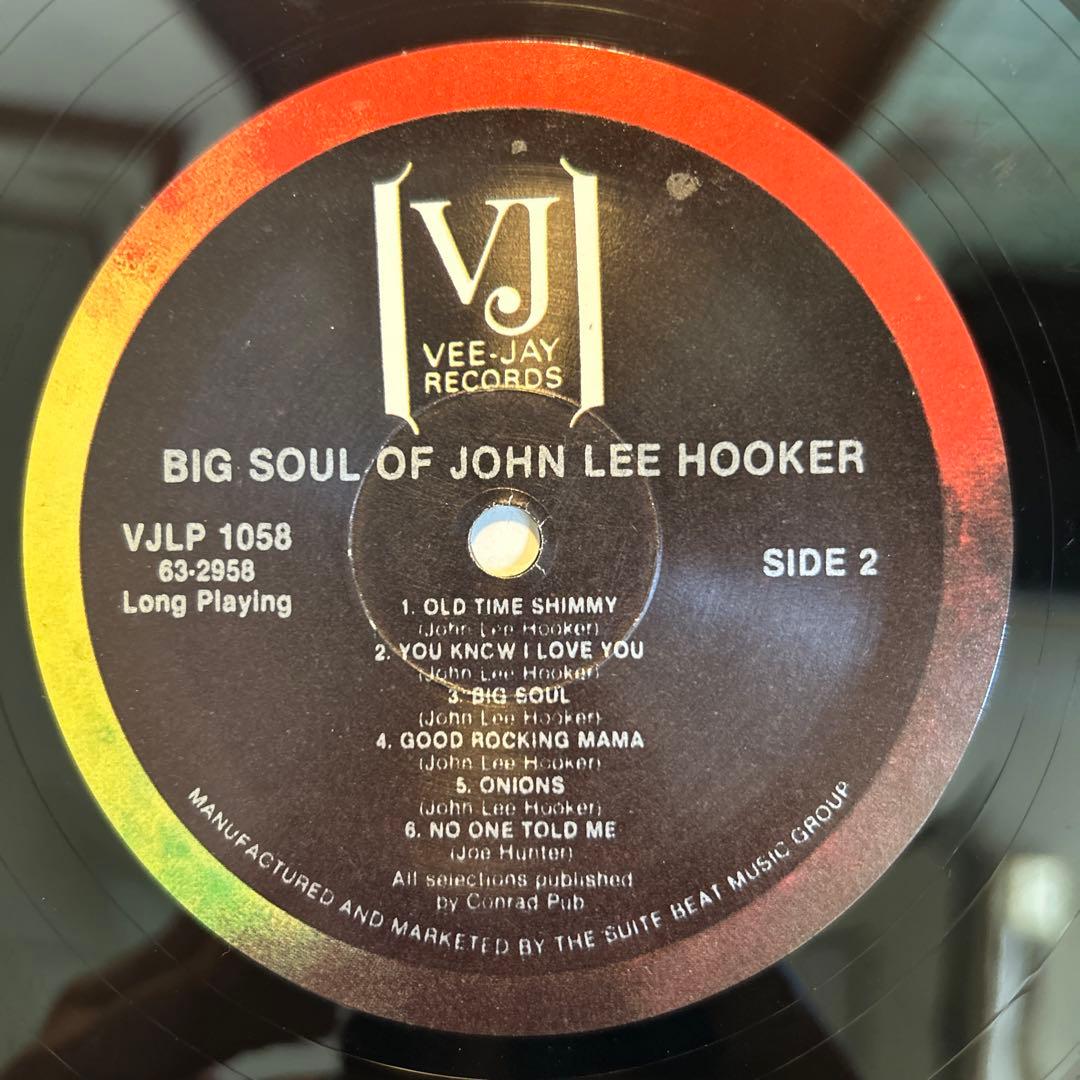 VJ
VEE-JAY
RECORDS
BIG SOUL OF JOHN LEE HOOKER
VJLP 1058
63-2958
Long Playing
SIDE 2
1. OLD TIME SHIMMY
(John Lee Hooker)
2. YOU KNOW I LOVE YOU
(John Lee Hooker)
3. BIG SOUL
(John Lee Hooker)
4. GOOD ROCKING MAMA
(John Lee Hooker)
5. ONIONS
(John Lee Hooker)
6. NO ONE TOLD ME
(Joe Hunter)
All selections published
by Conrad Pub
MANUFACTURED AND MARKETED BY THE SUITE BEAT MUSIC GROUP